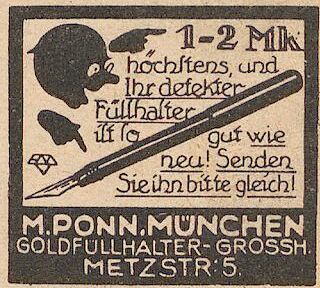 1-2 Mk
höchstens, und
Ihr defekter
Füllhalter
ist so gut wie
neu! Senden
Sie ihn bitte gleich!
M. PONN. MÜNCHEN
GOLDFÜLLHALTER-GROSSH.
METZSTR: 5.